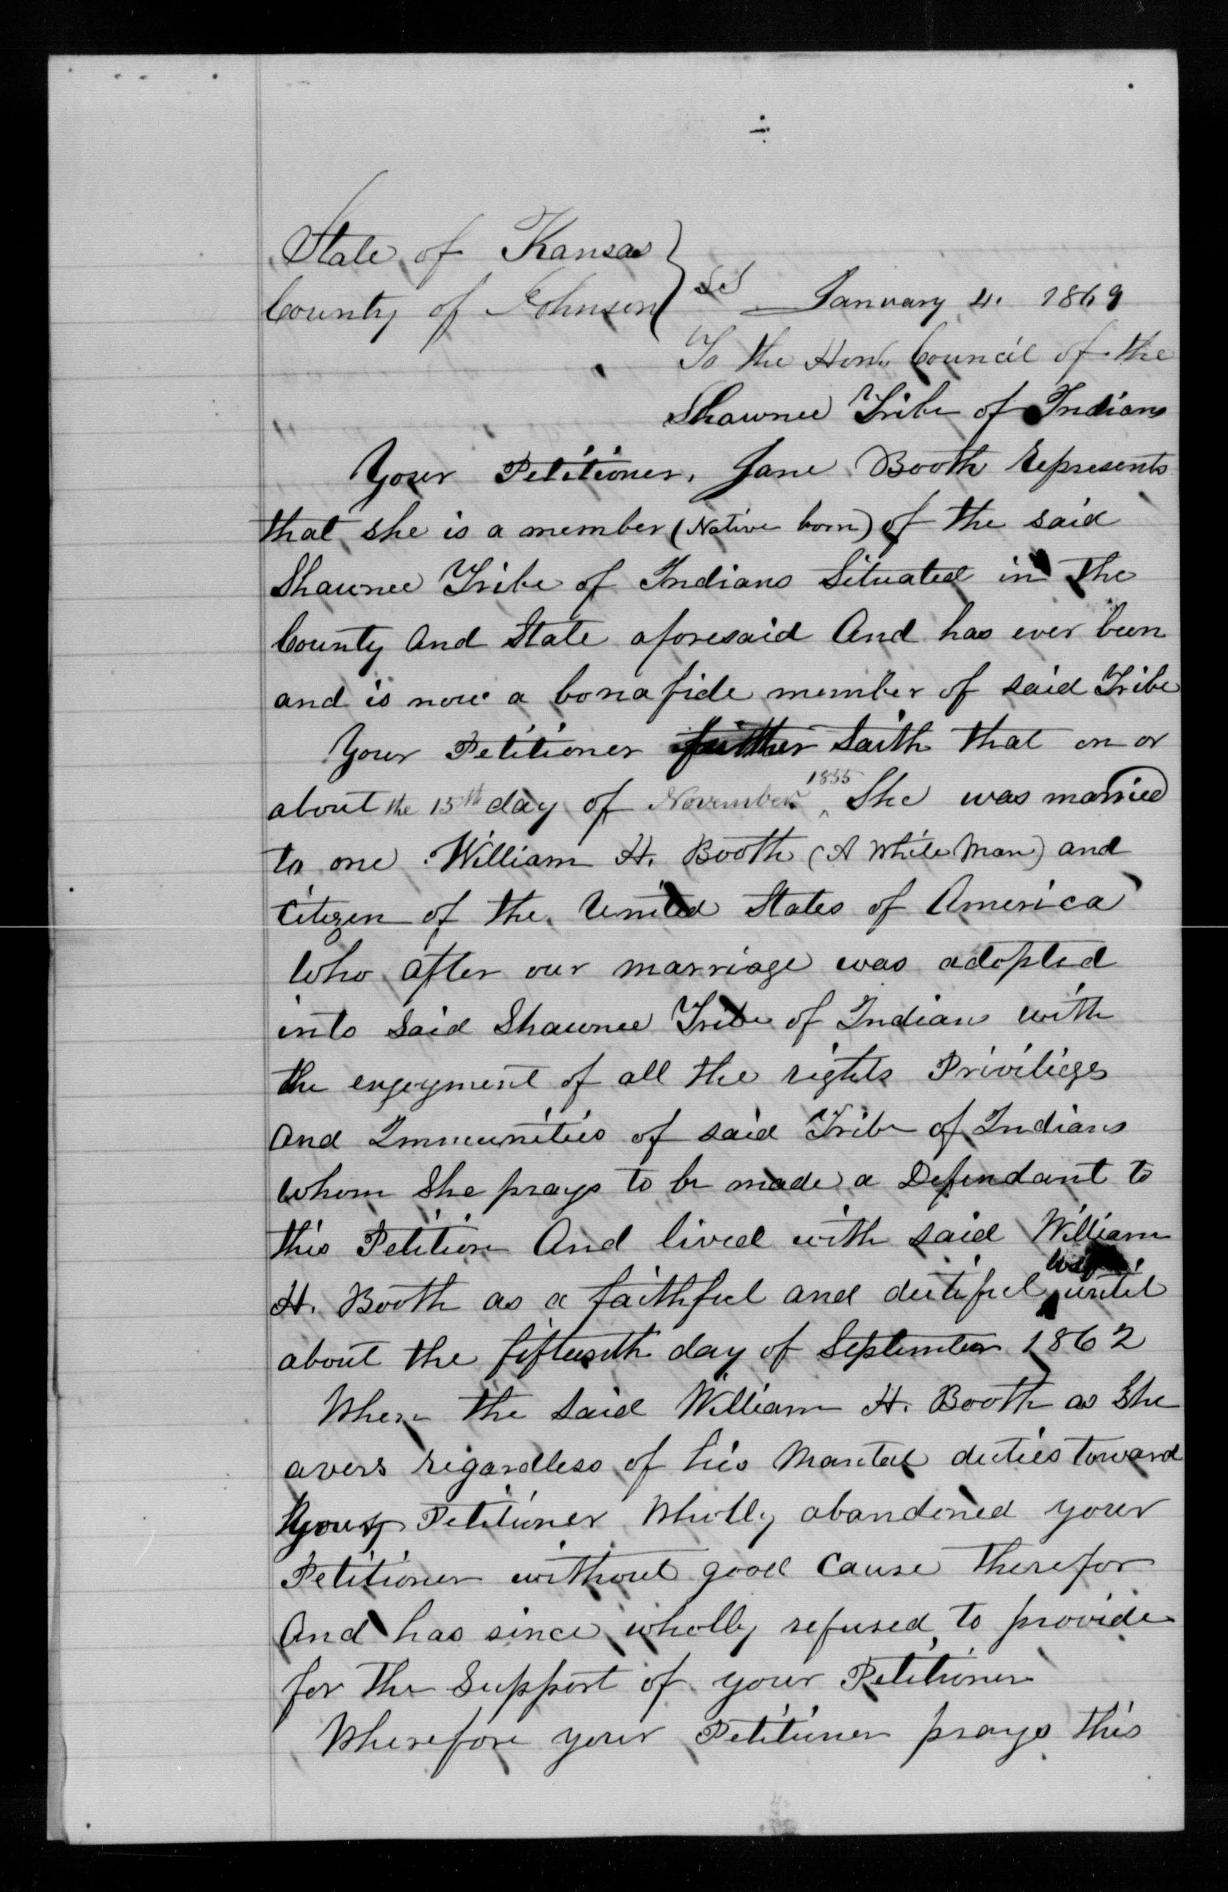 State of Kansas
County of Johnson } Sct January 4. 1869
To the Honl. Council of the
Shawnee Tribe of Indians
Your Petitioner, Jane Booth Represents
that she is a member (Native born) of the said
Shawnee Tribe of Indians Situated in the
County And State aforesaid And has ever been
and is now a bonafide member of said Tribe
Your Petitioner further Saith that on or
about the 15th day of November 1855 She was married
to one William H. Booth (A White Man) and
Citizen of the United States of America
Who after our marriage was adopted
into Said Shawnee Tribe of Indians with
the enjoyment of all the rights Priviliges
And Immunities of said Tribe of Indians
whom She prays to be made a Defendant to
this Petition And lived with said William
H. Booth as a faithful and dutiful wife until
about the fifteenth day of September 1862
When the Said William H. Booth as She
avers regardless of his Marital duties toward
Your Petitioner Wholly abandoned your
Petitioner without good Cause therefor
And has since wholly refused to provide
for the Support of your Petitioner
Wherefore your Petitioner prays this